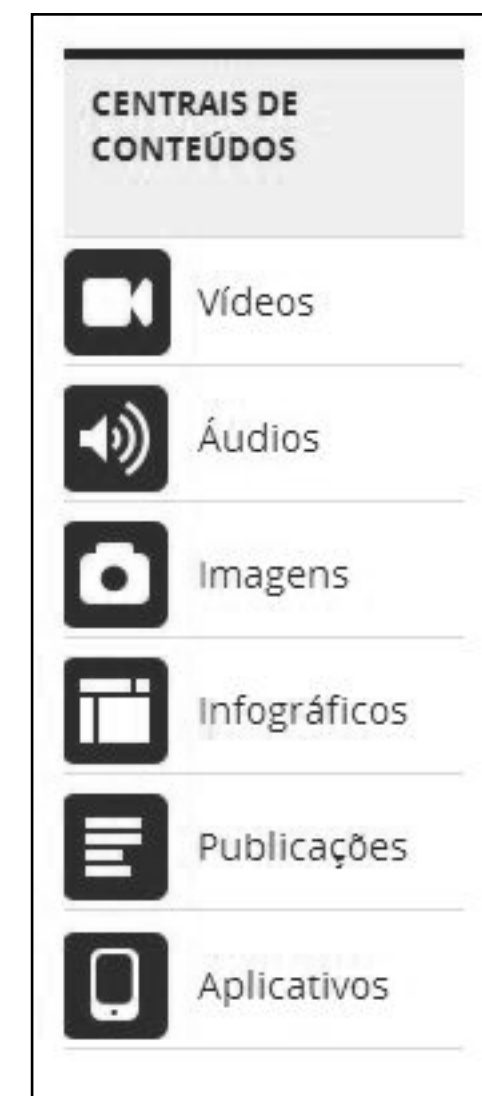 CENTRAIS DE
CONTEÚDOS
Vídeos
Áudios
Imagens
Infográficos
Publicações
Aplicativos